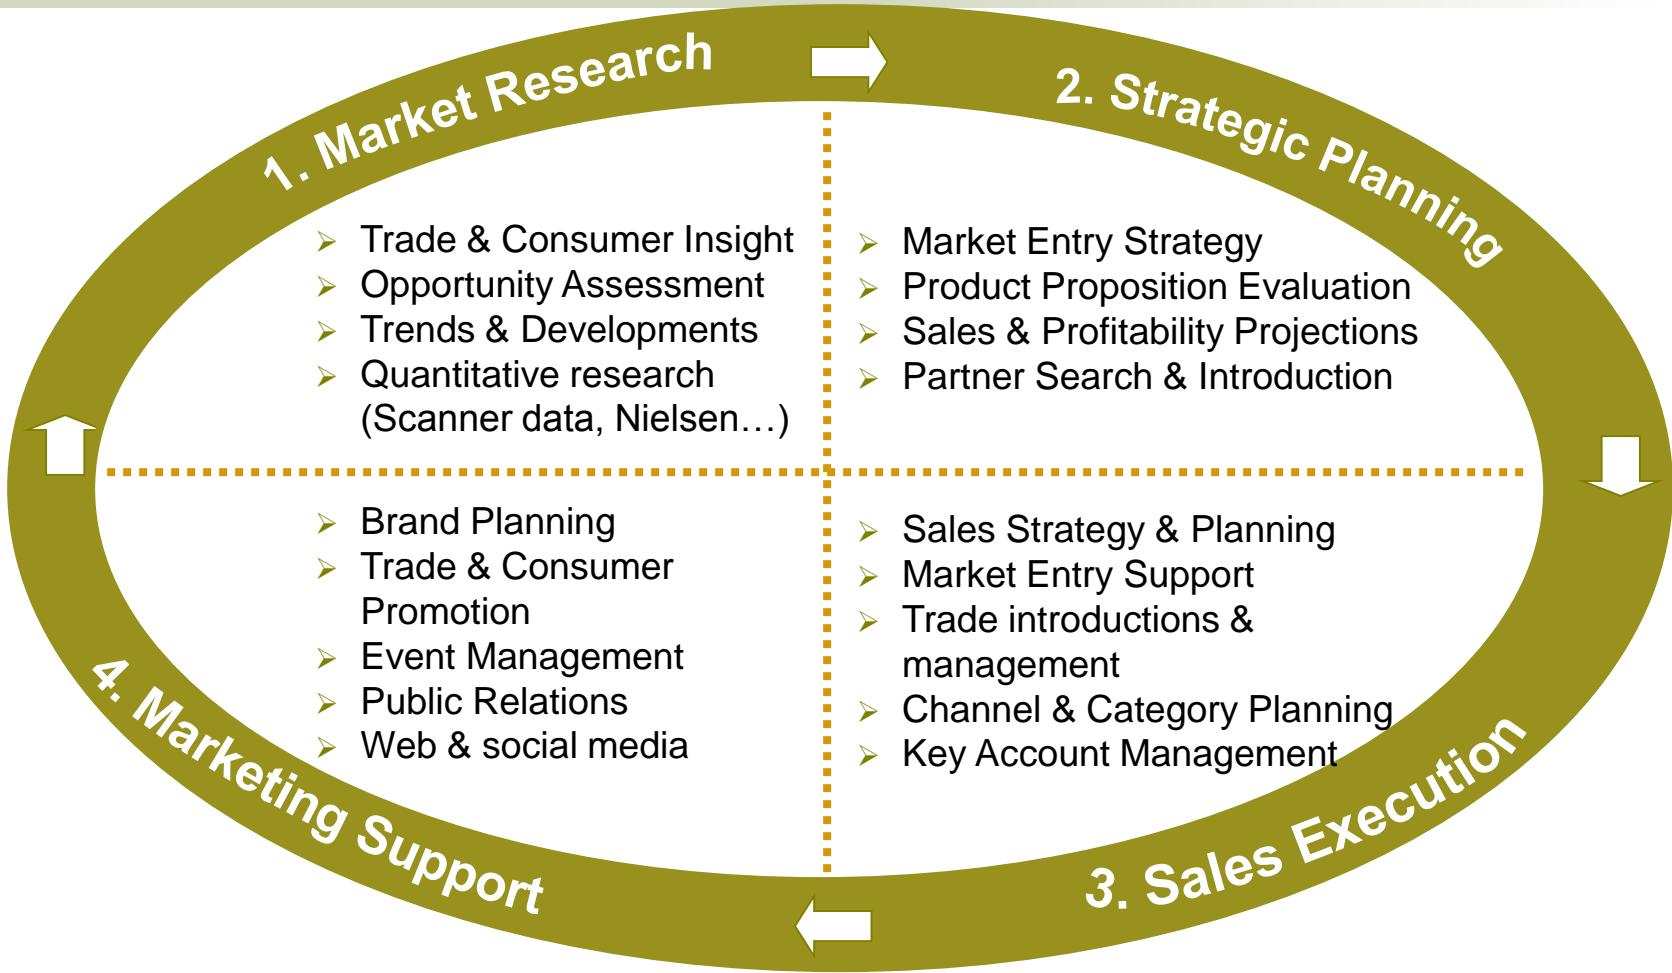 1. Market Research
2. Strategic Planning
Trade & Consumer Insight
Opportunity Assessment
Trends & Developments
Quantitative research
(Scanner data, Nielsen…)
Market Entry Strategy
Product Proposition Evaluation
Sales & Profitability Projections
Partner Search & Introduction
Brand Planning
Trade & Consumer
Promotion
Event Management
Public Relations
Web & social media
Sales Strategy & Planning
Market Entry Support
Trade introductions &
management
Channel & Category Planning
Key Account Management
4. Marketing Support
3. Sales Execution